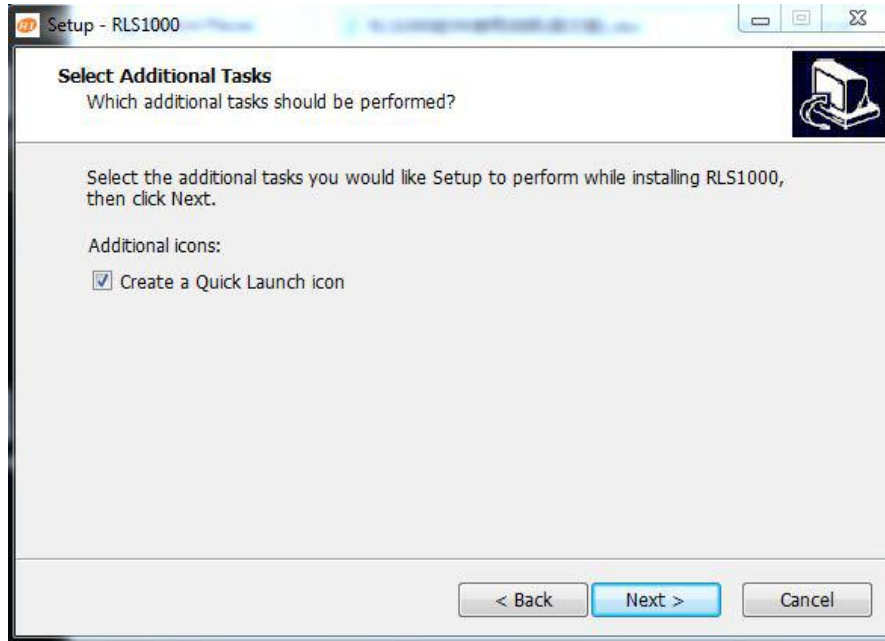 Setup - RLS1000
Select Additional Tasks
Which additional tasks should be performed?
Select the additional tasks you would like Setup to perform while installing RLS1000,
then click Next.
Additional icons:
Create a Quick Launch icon
< Back
Next >
Cancel